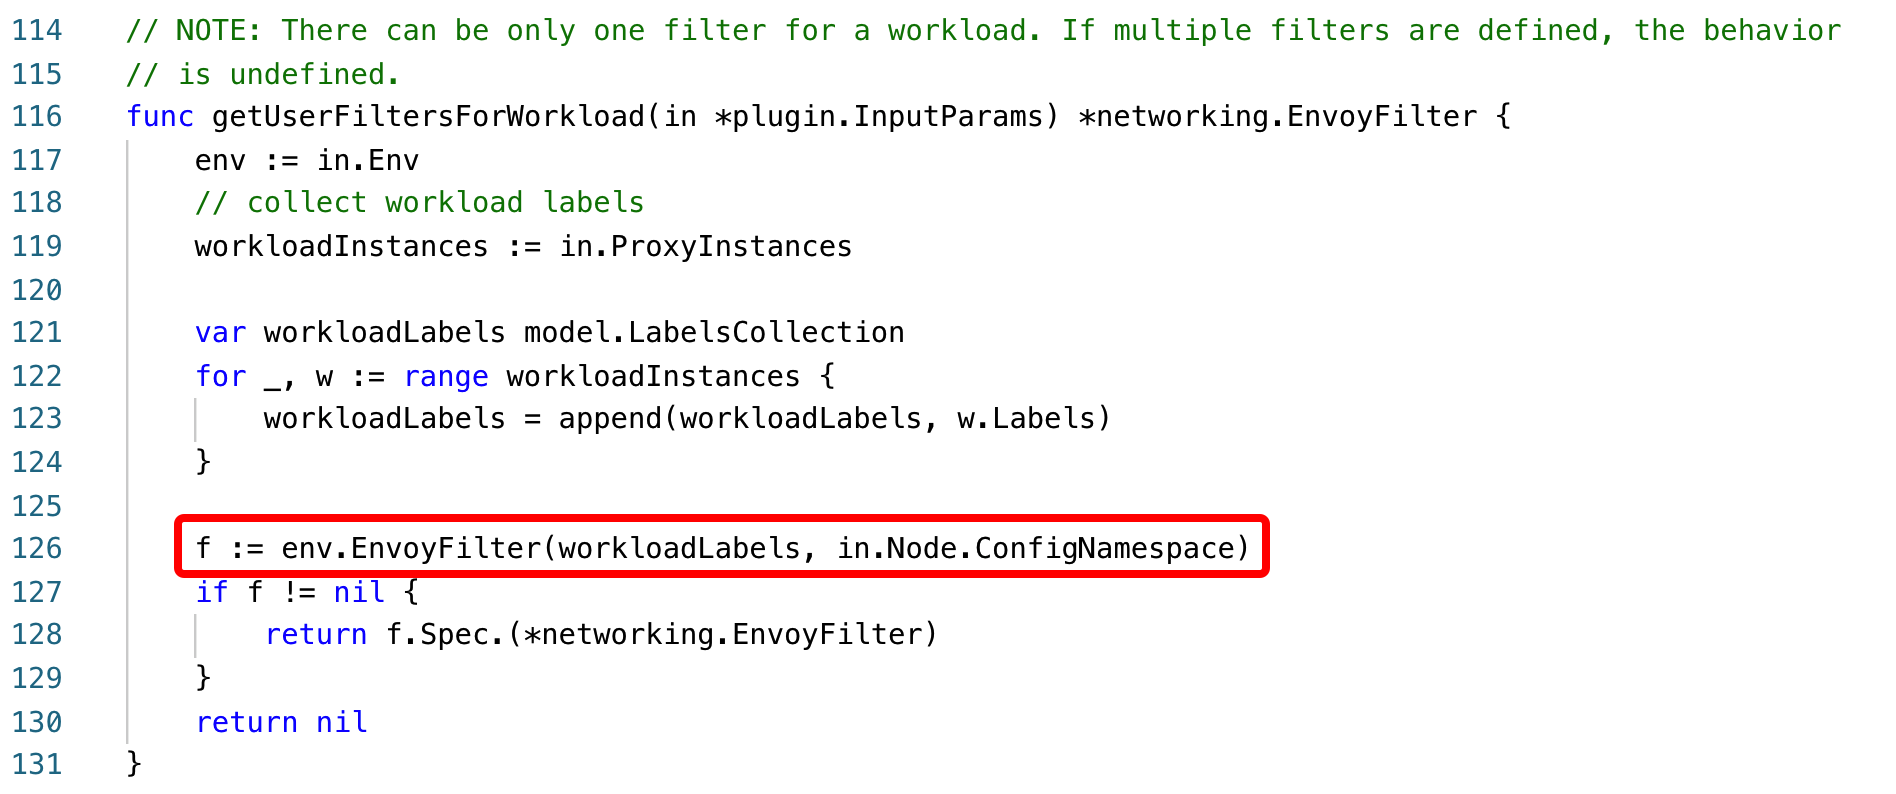 114 // NOTE: There can be only one filter for a workload. If multiple filters are defined, the behavior
115 // is undefined.
116 func getUserFiltersForWorkload(in *plugin.InputParams) *networking.EnvoyFilter {
117 env := in.Env
118 // collect workload labels
119 workloadInstances := in.ProxyInstances
120
121 var workloadLabels model.LabelsCollection
122 for _, w := range workloadInstances {
123 workloadLabels = append(workloadLabels, w.Labels)
124 }
125
126 f := env.EnvoyFilter(workloadLabels, in.Node.ConfigNamespace)
127 if f != nil {
128 return f.Spec.(*networking.EnvoyFilter)
129 }
130 return nil
131 }